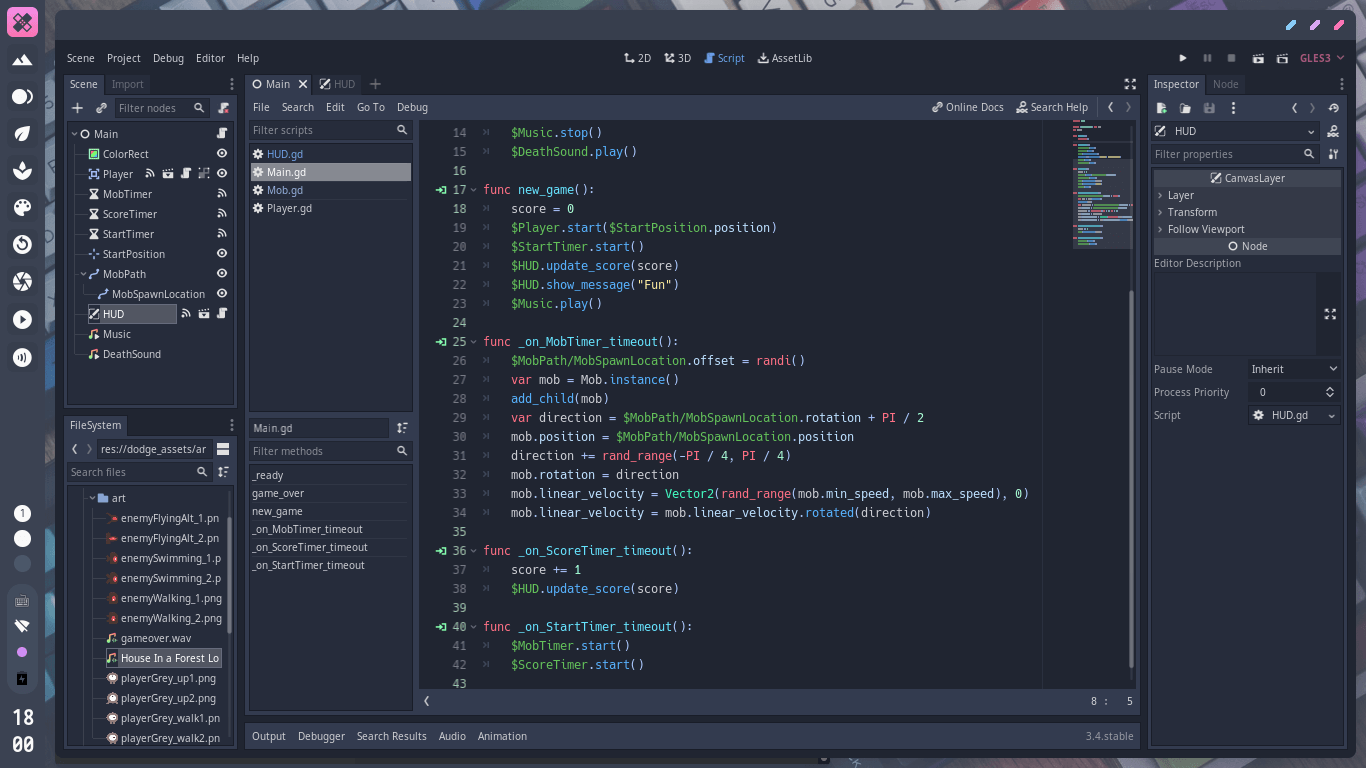 Scene Project Debug Editor Help
2D 3D Script AssetLib
GLES3
Scene Import
Filter nodes
Main
ColorRect
Player
MobTimer
ScoreTimer
StartTimer
StartPosition
MobPath
MobSpawnLocation
HUD
Music
DeathSound
FileSystem
res://dodge_assets/ar
Search files
art
enemyFlyingAlt_1.pn
enemyFlyingAlt_2.pn
enemySwimming_1.p
enemySwimming_2.p
enemyWalking_1.png
enemyWalking_2.png
gameover.wav
House In a Forest Lo
playerGrey_up1.png
playerGrey_up2.png
playerGrey_walk1.pn
playerGrey_walk2.pn
1
18
00
Main HUD
File Search Edit Go To Debug
Online Docs Search Help
Filter scripts
HUD.gd
Main.gd
Mob.gd
Player.gd
Main.gd
Filter methods
_ready
game_over
new_game
_on_MobTimer_timeout
_on_ScoreTimer_timeout
_on_StartTimer_timeout
14 $Music.stop()
15 $DeathSound.play()
16
17 func new_game():
18 score = 0
19 $Player.start($StartPosition.position)
20 $StartTimer.start()
21 $HUD.update_score(score)
22 $HUD.show_message("Fun")
23 $Music.play()
24
25 func _on_MobTimer_timeout():
26 $MobPath/MobSpawnLocation.offset = randi()
27 var mob = Mob.instance()
28 add_child(mob)
29 var direction = $MobPath/MobSpawnLocation.rotation + PI / 2
30 mob.position = $MobPath/MobSpawnLocation.position
31 direction += rand_range(-PI / 4, PI / 4)
32 mob.rotation = direction
33 mob.linear_velocity = Vector2(rand_range(mob.min_speed, mob.max_speed), 0)
34 mob.linear_velocity = mob.linear_velocity.rotated(direction)
35
36 func _on_ScoreTimer_timeout():
37 score += 1
38 $HUD.update_score(score)
39
40 func _on_StartTimer_timeout():
41 $MobTimer.start()
42 $ScoreTimer.start()
43
8 : 5
Output Debugger Search Results Audio Animation
3.4.stable
Inspector Node
HUD
Filter properties
CanvasLayer
Layer
Transform
Follow Viewport
Node
Editor Description
Pause Mode Inherit
Process Priority 0
Script HUD.gd